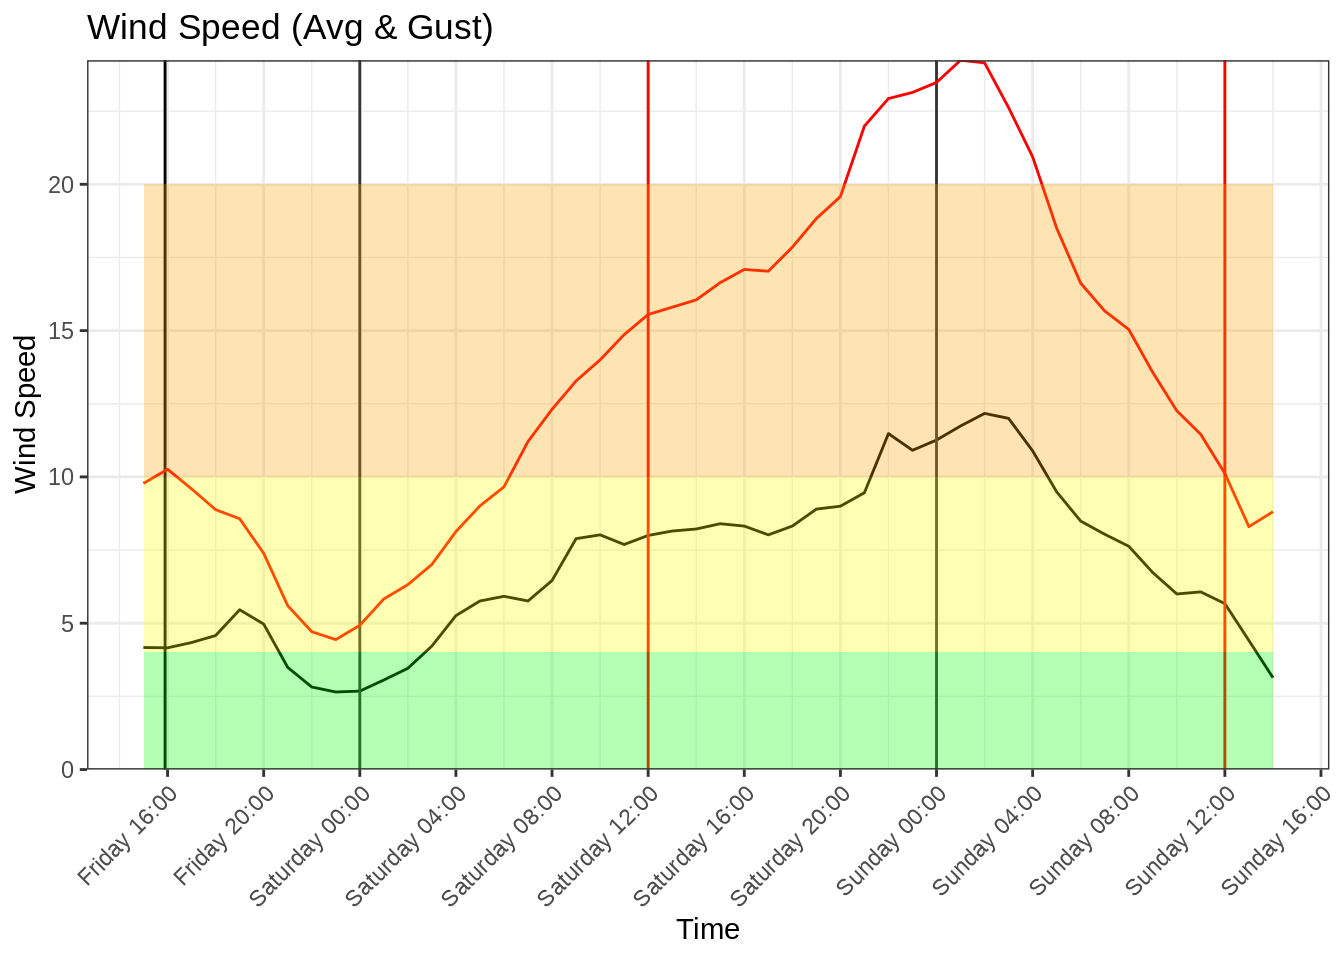 Wind Speed (Avg & Gust)
Wind Speed
20
15
10
5
0
Friday 16:00
Friday 20:00
Saturday 00:00
Saturday 04:00
Saturday 08:00
Saturday 12:00
Saturday 16:00
Saturday 20:00
Sunday 00:00
Sunday 04:00
Sunday 08:00
Sunday 12:00
Sunday 16:00
Time